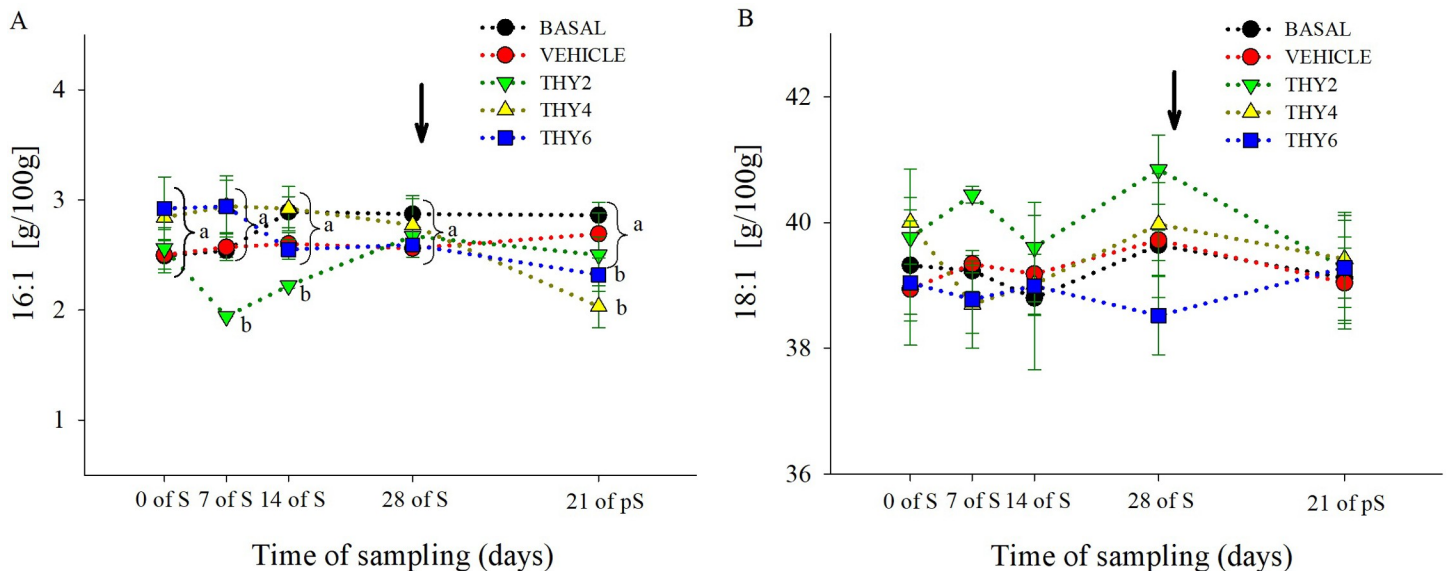 A
BASAL
VEHICLE
THY2
THY4
THY6
4
3
2
1
16:1 [g/100g]
a
a
a
a
a
b
b
b
b
0 of S
7 of S
14 of S
28 of S
21 of pS
Time of sampling (days)
B
BASAL
VEHICLE
THY2
THY4
THY6
42
40
38
36
18:1 [g/100g]
0 of S
7 of S
14 of S
28 of S
21 of pS
Time of sampling (days)